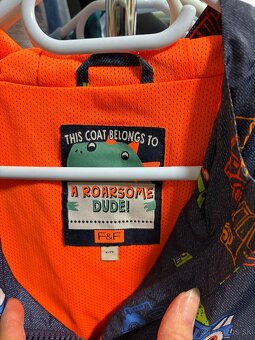 THIS COAT BELONGS TO
A ROARSOME
DUDE!
F&F